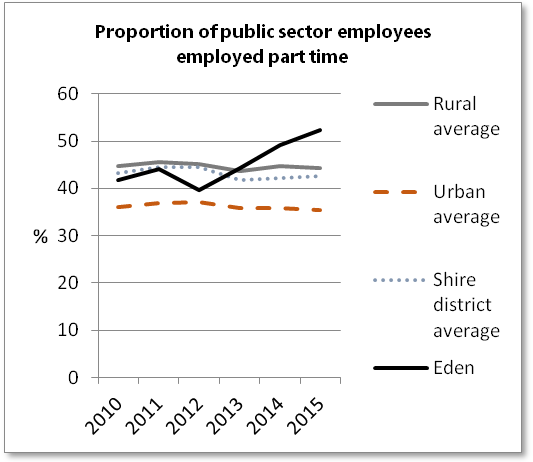 Proportion of public sector employees
employed part time
60
50
40
30
20
10
0
%
2010
2011
2012
2013
2014
2015
Rural
average
Urban
average
Shire
district
average
Eden